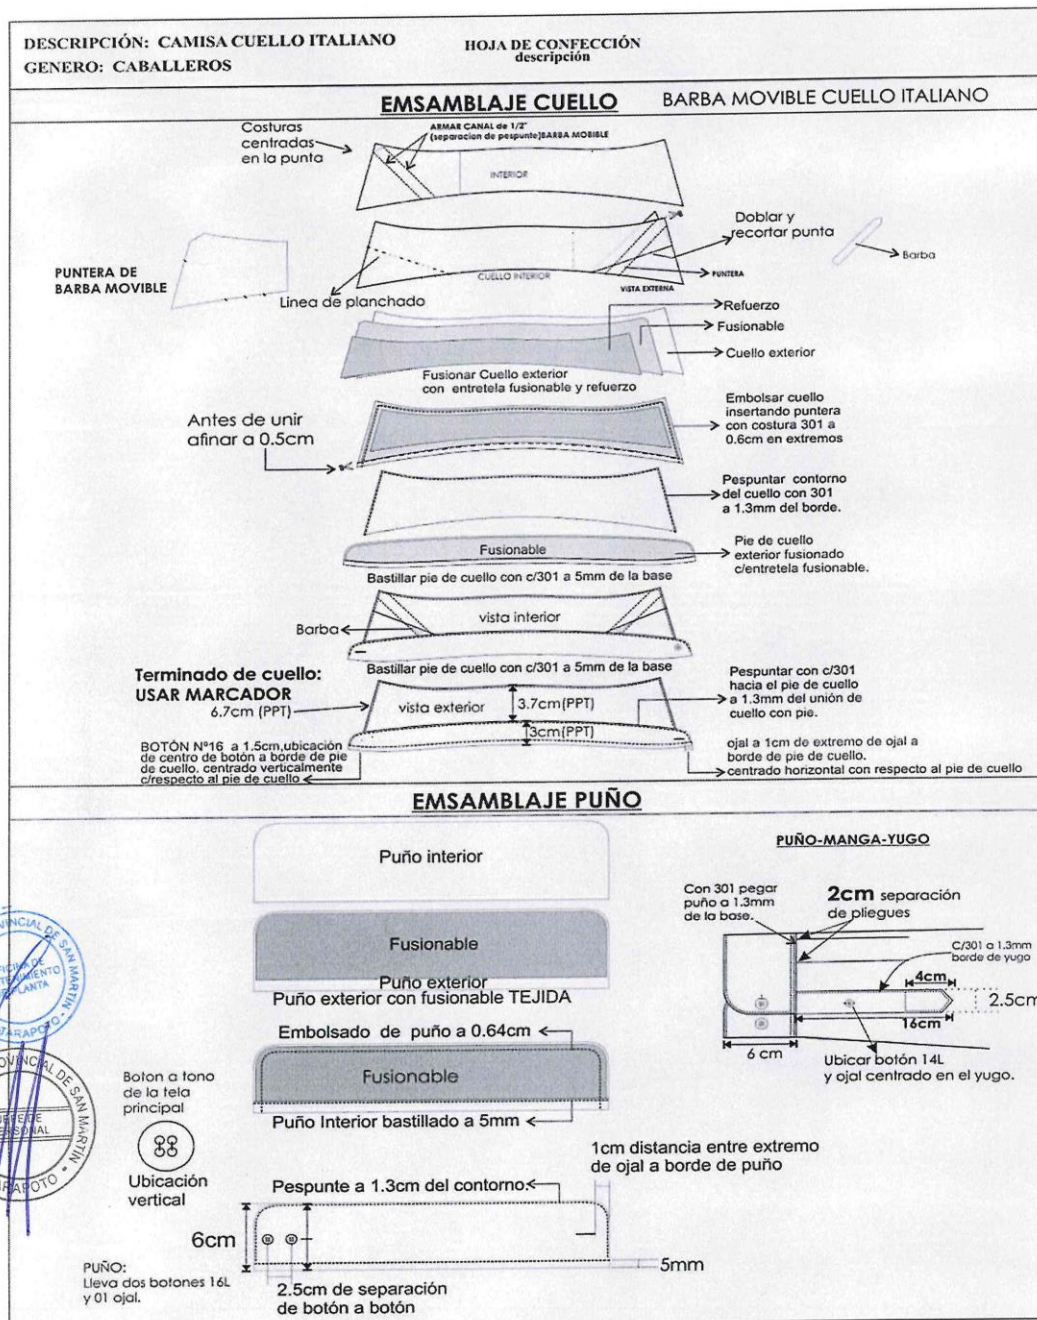 DESCRIPCIÓN: CAMISA CUELLO ITALIANO
GENERO: CABALLEROS
HOJA DE CONFECCIÓN
descripción
EMSAMBLAJE CUELLO
BARBA MOVIBLE CUELLO ITALIANO
Costuras
centradas
en la punta
ARMAR CANAL de 1/2"
(separacion de pespunte)BARBA MOBIBLE
INTERIOR
Doblar y
recortar punta
Barba
PUNTERA DE
BARBA MOVIBLE
CUELLO INTERIOR
PUNTERA
VISTA EXTERNA
Linea de planchado
Refuerzo
Fusionable
Cuello exterior
Fusionar Cuello exterior
con entretela fusionable y refuerzo
Antes de unir
afinar a 0.5cm
Embolsar cuello
insertando puntera
con costura 301 a
0.6cm en extremos
Pespuntar contorno
del cuello con 301
a 1.3mm del borde.
Fusionable
Pie de cuello
exterior fusionado
c/entretela fusionable.
Bastillar pie de cuello con c/301 a 5mm de la base
vista interior
Barba
Bastillar pie de cuello con c/301 a 5mm de la base
Terminado de cuello:
USAR MARCADOR
6.7cm (PPT)
vista exterior
3.7cm(PPT)
3cm(PPT)
Pespuntar con c/301
hacia el pie de cuello
a 1.3mm del unión de
cuello con pie.
BOTÓN Nº16 a 1.5cm,ubicación
de centro de botón a borde de pie
de cuello. centrado verticalmente
c/respecto al pie de cuello
ojal a 1cm de extremo de ojal a
borde de pie de cuello.
centrado horizontal con respecto al pie de cuello
EMSAMBLAJE PUÑO
Puño interior
Fusionable
Puño exterior
Puño exterior con fusionable TEJIDA
Embolsado de puño a 0.64cm
Fusionable
Puño Interior bastillado a 5mm
PUÑO-MANGA-YUGO
Con 301 pegar
puño a 1.3mm
de la base.
2cm separación
de pliegues
C/301 a 1.3mm
borde de yugo
4cm
2.5cm
16cm
6 cm
Ubicar botón 14L
y ojal centrado en el yugo.
Boton a tono
de la tela
principal
Ubicación
vertical
1cm distancia entre extremo
de ojal a borde de puño
Pespunte a 1.3cm del contorno.
6cm
5mm
PUÑO:
Lleva dos botones 16L
y 01 ojal.
2.5cm de separación
de botón a botón
DE SAN MARTIN
PLANTA
TARAPOTO
DE SAN MARTIN